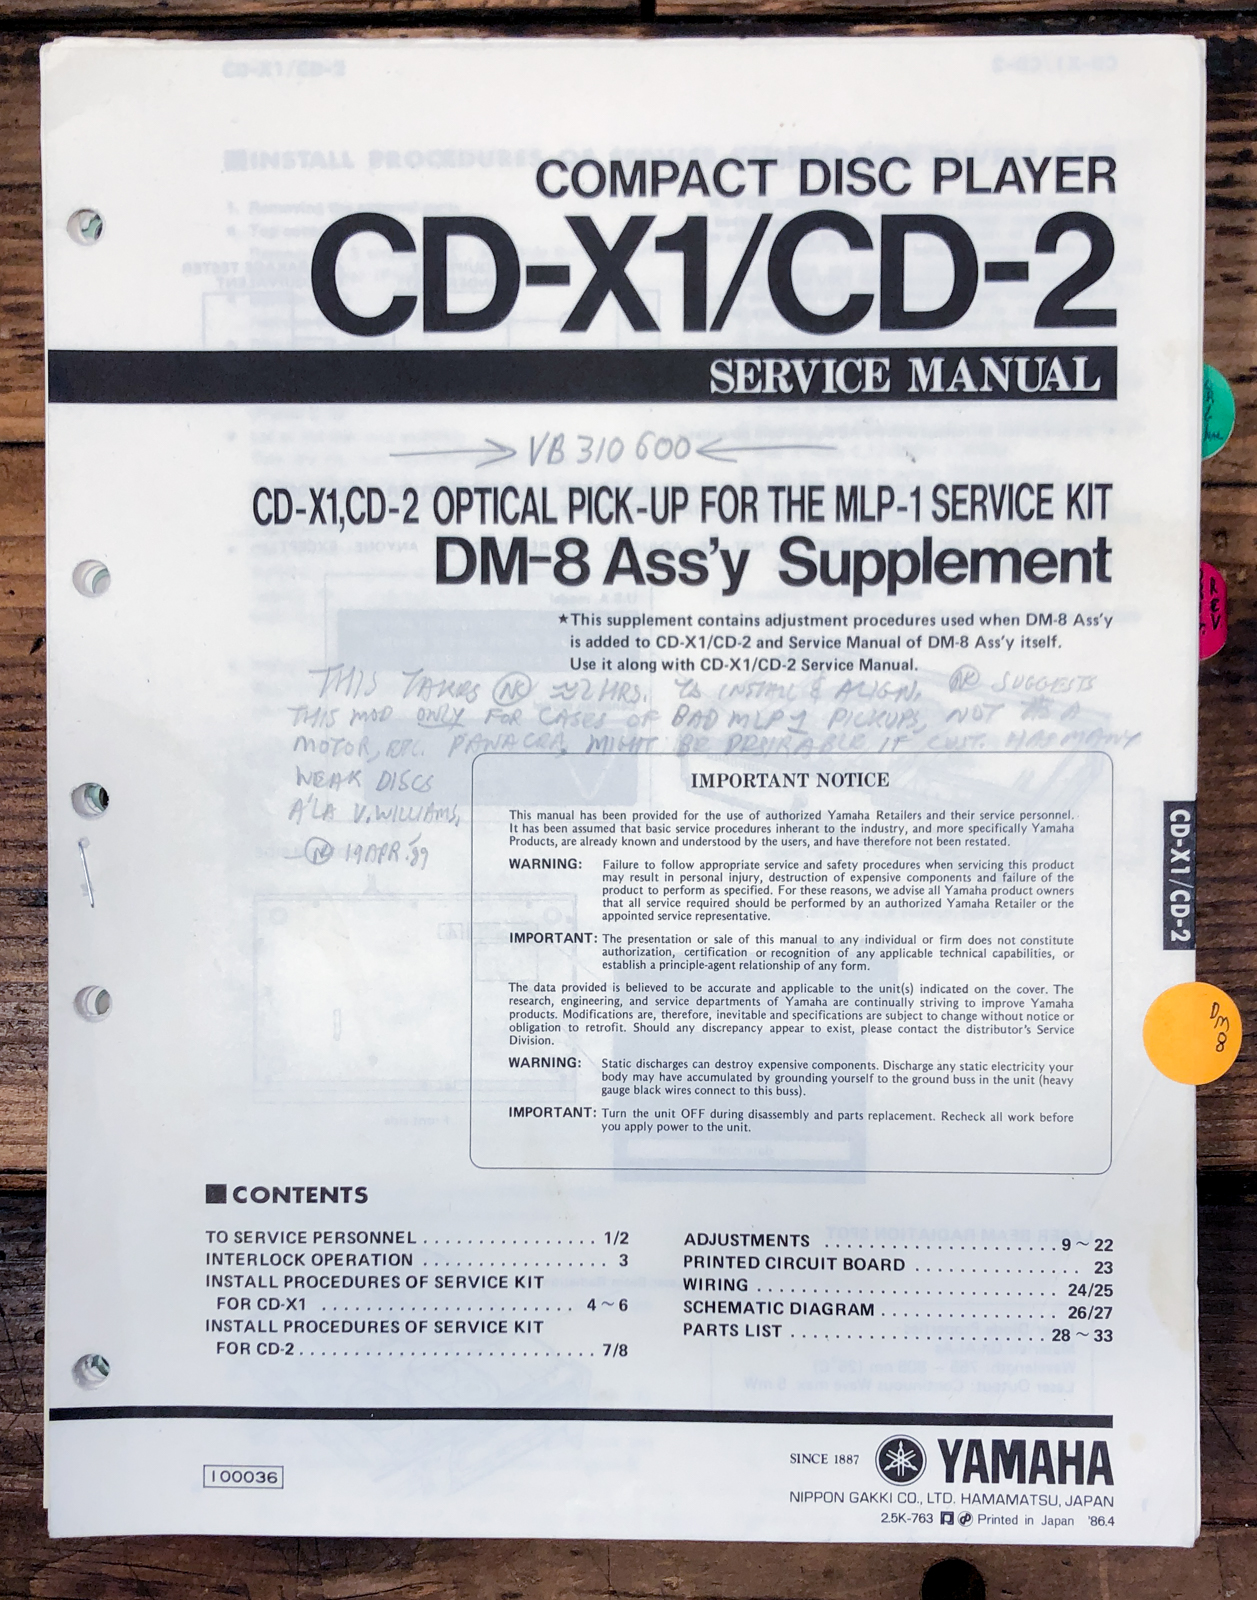 COMPACT DISC PLAYER
CD-X1/CD-2
SERVICE MANUAL
VB 310 600
CD-X1,CD-2 OPTICAL PICK-UP FOR THE MLP-1 SERVICE KIT
DM-8 Ass'y Supplement
★This supplement contains adjustment procedures used when DM-8 Ass'y
is added to CD-X1/CD-2 and Service Manual of DM-8 Ass'y itself.
Use it along with CD-X1/CD-2 Service Manual.
THIS TAKES NK ≈2 HRS. TO INSTALL & ALIGN. NK SUGGESTS
THIS MOD ONLY FOR CASES OF BAD MLP1 PICKUPS, NOT AS A
MOTOR, ETC. PANACEA, MIGHT BE DESIRABLE IF CUST. HAS MANY
WEAK DISCS
A'LA V. WILLIAMS,
– NK 19 APR. '89
IMPORTANT NOTICE
This manual has been provided for the use of authorized Yamaha Retailers and their service personnel.
It has been assumed that basic service procedures inherant to the industry, and more specifically Yamaha
Products, are already known and understood by the users, and have therefore not been restated.
WARNING: Failure to follow appropriate service and safety procedures when servicing this product
may result in personal injury, destruction of expensive components and failure of the
product to perform as specified. For these reasons, we advise all Yamaha product owners
that all service required should be performed by an authorized Yamaha Retailer or the
appointed service representative.
IMPORTANT: The presentation or sale of this manual to any individual or firm does not constitute
authorization, certification or recognition of any applicable technical capabilities, or
establish a principle-agent relationship of any form.
The data provided is believed to be accurate and applicable to the unit(s) indicated on the cover. The
research, engineering, and service departments of Yamaha are continually striving to improve Yamaha
products. Modifications are, therefore, inevitable and specifications are subject to change without notice or
obligation to retrofit. Should any discrepancy appear to exist, please contact the distributor's Service
Division.
WARNING: Static discharges can destroy expensive components. Discharge any static electricity your
body may have accumulated by grounding yourself to the ground buss in the unit (heavy
gauge black wires connect to this buss).
IMPORTANT: Turn the unit OFF during disassembly and parts replacement. Recheck all work before
you apply power to the unit.
CD-X1/CD-2
DM8
■CONTENTS
TO SERVICE PERSONNEL ................ 1/2
INTERLOCK OPERATION ................. 3
INSTALL PROCEDURES OF SERVICE KIT
FOR CD-X1 ........................ 4 ~ 6
INSTALL PROCEDURES OF SERVICE KIT
FOR CD-2 ........................... 7/8
ADJUSTMENTS ........................ 9 ~ 22
PRINTED CIRCUIT BOARD ............... 23
WIRING ............................. 24/25
SCHEMATIC DIAGRAM ................. 26/27
PARTS LIST ........................ 28 ~ 33
100036
SINCE 1887 YAMAHA
NIPPON GAKKI CO., LTD. HAMAMATSU, JAPAN
2.5K-763 Printed in Japan '86.4